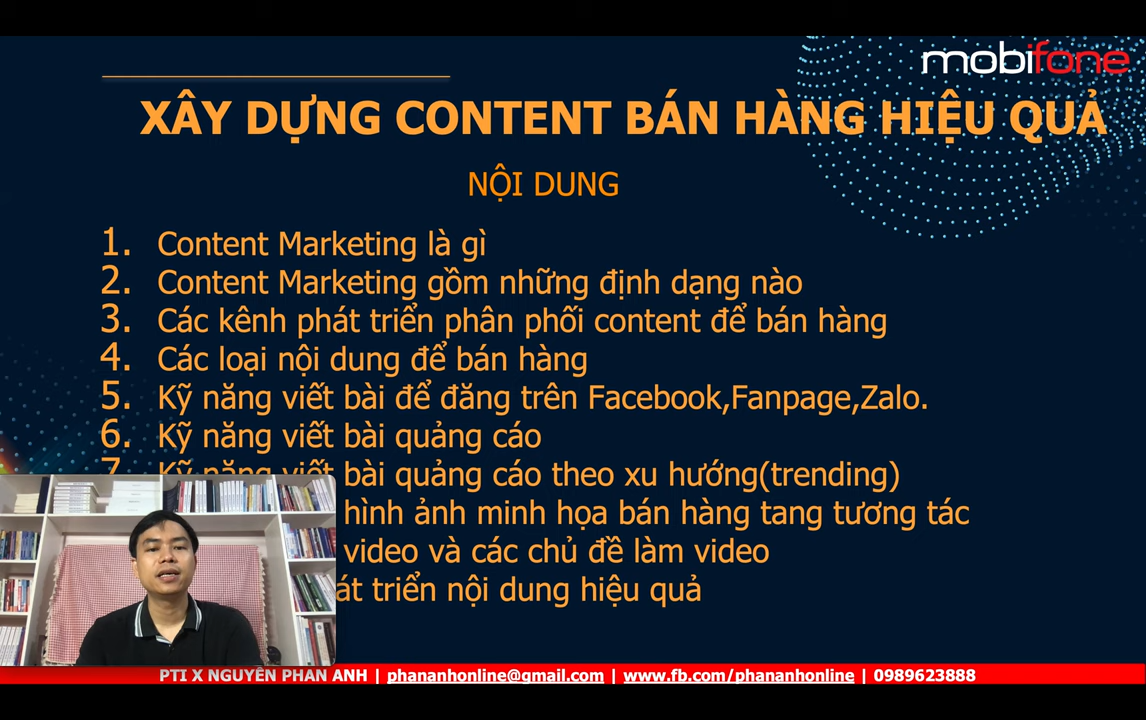 mobifone
XÂY DỰNG CONTENT BÁN HÀNG HIỆU QUẢ
NỘI DUNG
1. Content Marketing là gì
2. Content Marketing gồm những định dạng nào
3. Các kênh phát triển phân phối content để bán hàng
4. Các loại nội dung để bán hàng
5. Kỹ năng viết bài để đăng trên Facebook,Fanpage,Zalo.
6. Kỹ năng viết bài quảng cáo
7. Kỹ năng viết bài quảng cáo theo xu hướng(trending)
hình ảnh minh họa bán hàng tang tương tác
video và các chủ đề làm video
triển nội dung hiệu quả
PTI X NGUYỄN PHAN ANH | phananhonline@gmail.com | www.fb.com/phananhonline | 0989623888